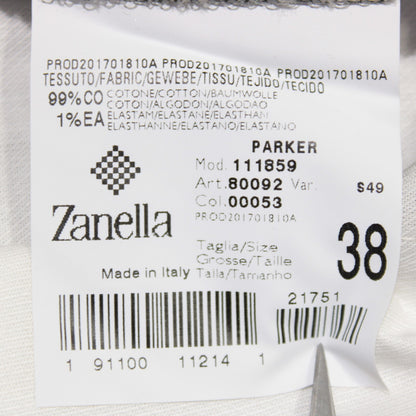 PROD201701810A PROD201701810A PROD201701810A
TESSUTO/FABRIC/GEWEBE/TISSU/TEJIDO/TECIDO
99%CO COTONE/COTTON/BAUMWOLLE
COTON/ALGODON/ALGODAO
1%EA ELASTAM/ELASTANE/ELASTHAM
ELASTHANNE/ELASTANO/ELASTANO
PARKER
Mod. 111859
Art. 80092 Var. S49
Col. 00053
PROD201701810A
Zanella
Made in Italy
Taglia/Size
Grosse/Taille
Talla/Tamanho
38
21751
1 91100 11214 1